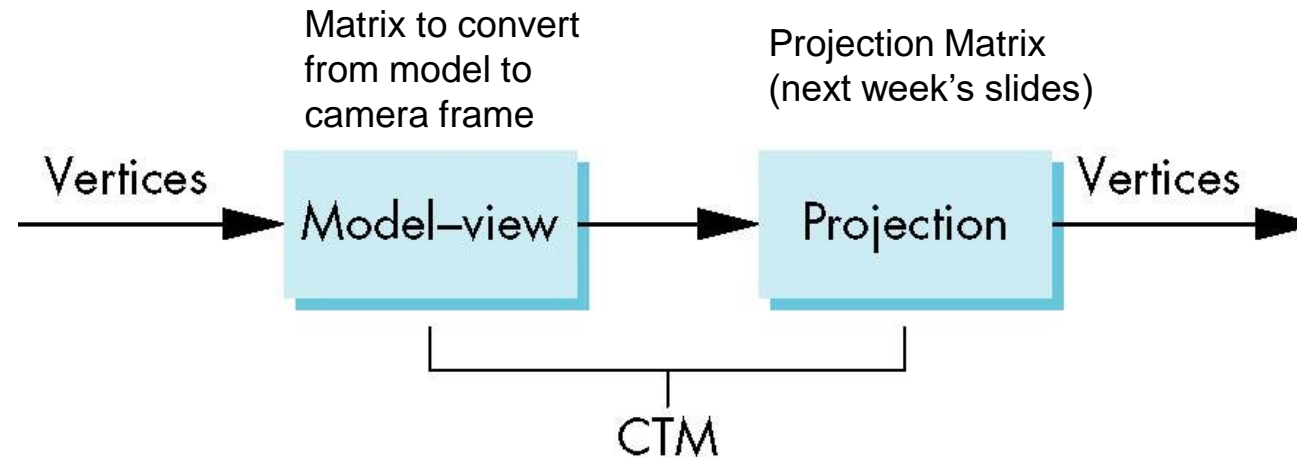 Matrix to convert
from model to
camera frame
Projection Matrix
(next week’s slides)
Vertices
Model–view
Projection
Vertices
CTM